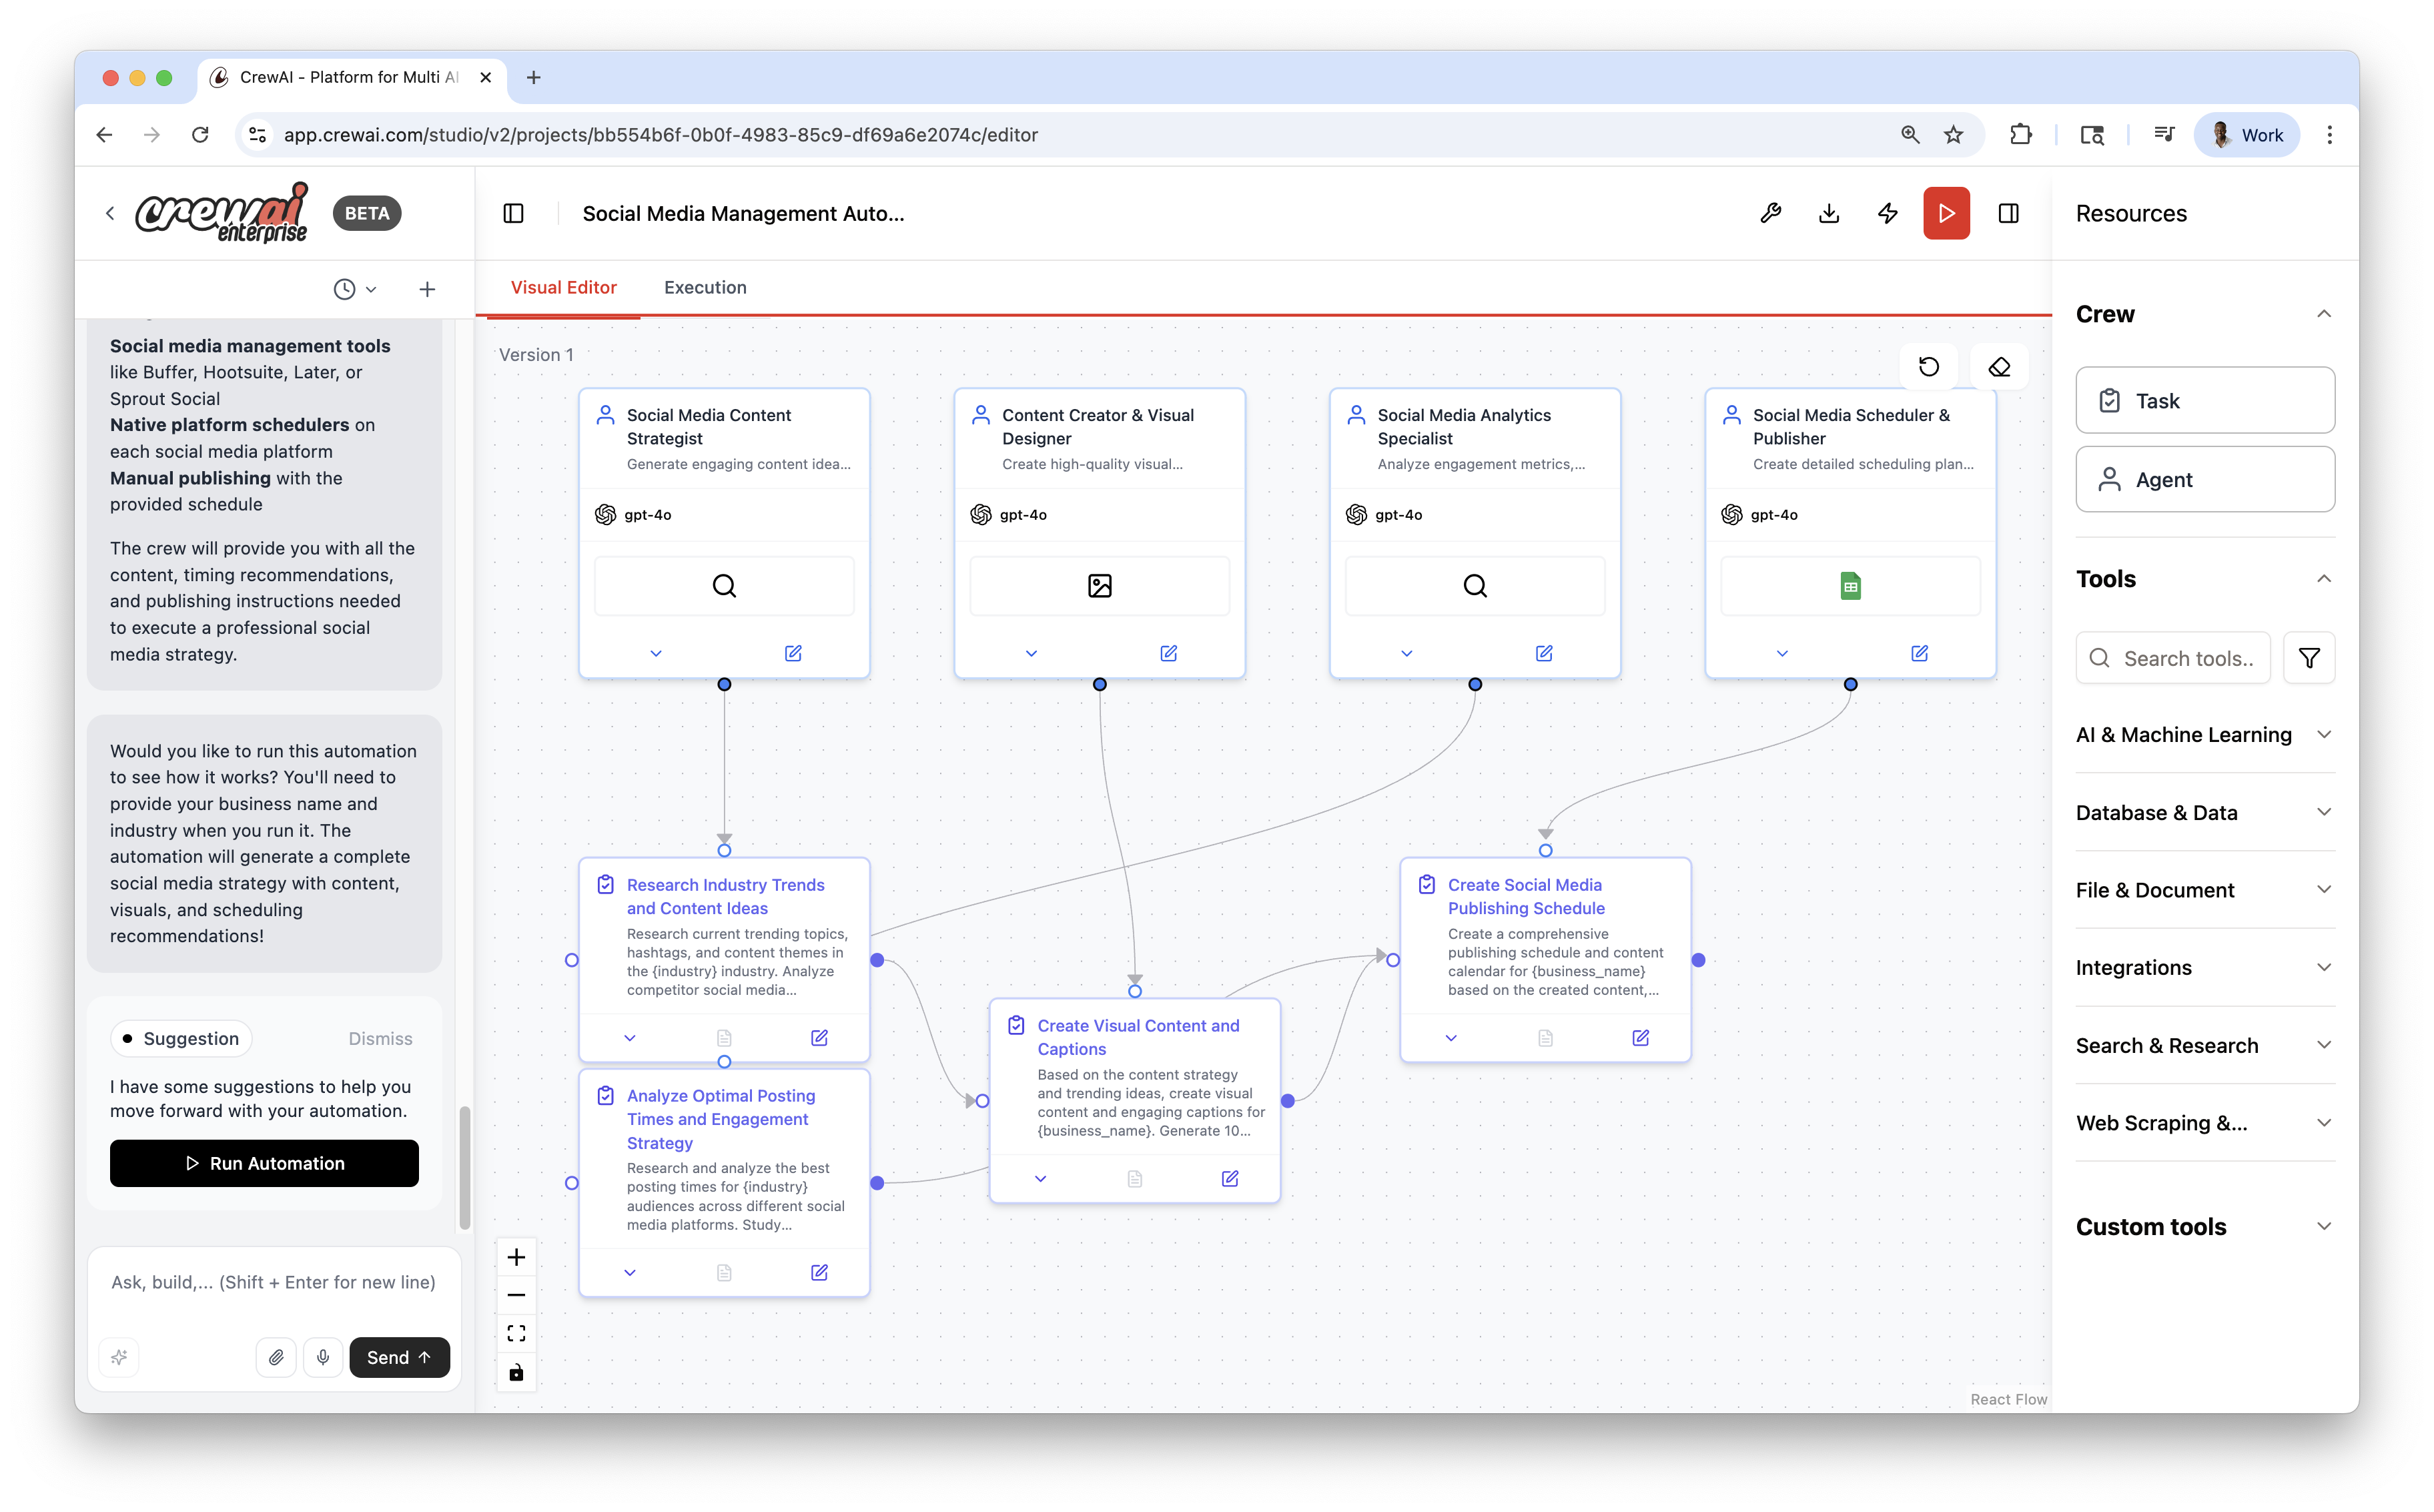 CrewAI - Platform for Multi AI
app.crewai.com/studio/v2/projects/bb554b6f-0b0f-4983-85c9-df69a6e2074c/editor
Work
crewai
enterprise
BETA
Social media management tools
like Buffer, Hootsuite, Later, or
Sprout Social
Native platform schedulers on
each social media platform
Manual publishing with the
provided schedule
The crew will provide you with all the
content, timing recommendations,
and publishing instructions needed
to execute a professional social
media strategy.
Would you like to run this automation
to see how it works? You'll need to
provide your business name and
industry when you run it. The
automation will generate a complete
social media strategy with content,
visuals, and scheduling
recommendations!
Suggestion
Dismiss
I have some suggestions to help you
move forward with your automation.
Run Automation
Ask, build,... (Shift + Enter for new line)
Send
Social Media Management Auto...
Visual Editor
Execution
Version 1
Social Media Content
Strategist
Generate engaging content idea...
gpt-4o
Content Creator & Visual
Designer
Create high-quality visual...
gpt-4o
Social Media Analytics
Specialist
Analyze engagement metrics,...
gpt-4o
Social Media Scheduler &
Publisher
Create detailed scheduling plan...
gpt-4o
Research Industry Trends
and Content Ideas
Research current trending topics,
hashtags, and content themes in
the {industry} industry. Analyze
competitor social media...
Analyze Optimal Posting
Times and Engagement
Strategy
Research and analyze the best
posting times for {industry}
audiences across different social
media platforms. Study...
Create Visual Content and
Captions
Based on the content strategy
and trending ideas, create visual
content and engaging captions for
{business_name}. Generate 10...
Create Social Media
Publishing Schedule
Create a comprehensive
publishing schedule and content
calendar for {business_name}
based on the created content,...
React Flow
Resources
Crew
Task
Agent
Tools
Search tools..
AI & Machine Learning
Database & Data
File & Document
Integrations
Search & Research
Web Scraping &...
Custom tools